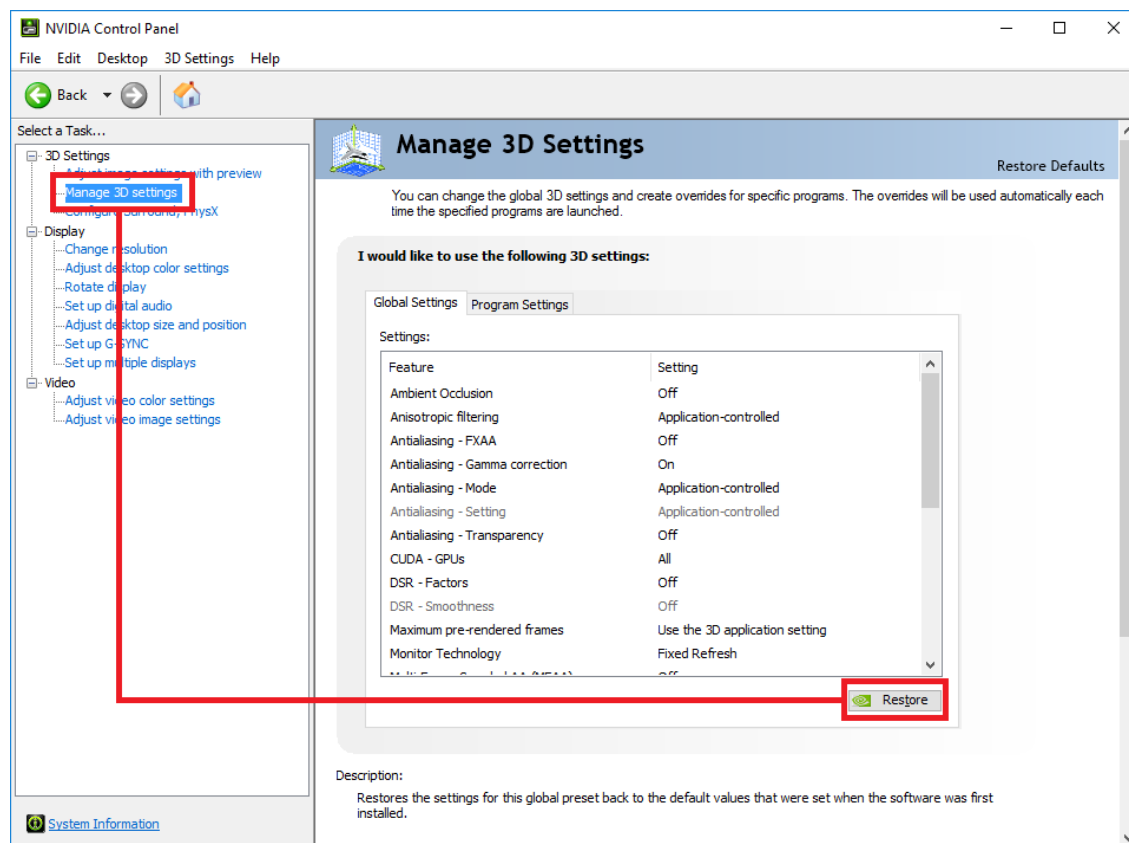 NVIDIA Control Panel
File Edit Desktop 3D Settings Help
Back
Select a Task...
3D Settings
Adjust image settings with preview
Manage 3D settings
Configure Surround, PhysX
Display
Change resolution
Adjust desktop color settings
Rotate display
Set up digital audio
Adjust desktop size and position
Set up G-SYNC
Set up multiple displays
Video
Adjust video color settings
Adjust video image settings
System Information
Manage 3D Settings
Restore Defaults
You can change the global 3D settings and create overrides for specific programs. The overrides will be used automatically each
time the specified programs are launched.
I would like to use the following 3D settings:
Global Settings Program Settings
Settings:
Feature Setting
Ambient Occlusion Off
Anisotropic filtering Application-controlled
Antialiasing - FXAA Off
Antialiasing - Gamma correction On
Antialiasing - Mode Application-controlled
Antialiasing - Setting Application-controlled
Antialiasing - Transparency Off
CUDA - GPUs All
DSR - Factors Off
DSR - Smoothness Off
Maximum pre-rendered frames Use the 3D application setting
Monitor Technology Fixed Refresh
Restore
Description:
Restores the settings for this global preset back to the default values that were set when the software was first
installed.